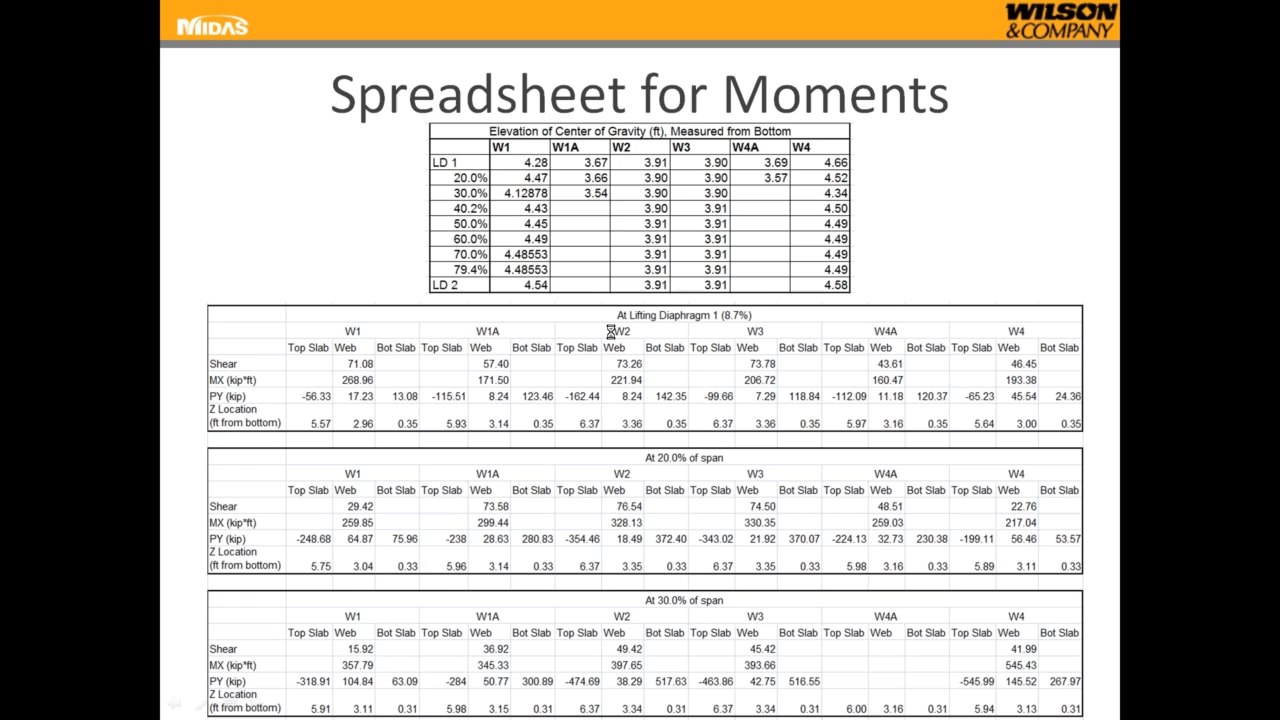 MIDAS
WILSON
&COMPANY
Spreadsheet for Moments
Elevation of Center of Gravity (ft), Measured from Bottom
W1 W1A W2 W3 W4A W4
LD 1 4.28 3.67 3.91 3.90 3.69 4.66
20.0% 4.47 3.66 3.90 3.90 3.57 4.52
30.0% 4.12878 3.54 3.90 3.90 4.34
40.2% 4.43 3.90 3.91 4.50
50.0% 4.45 3.91 3.91 4.49
60.0% 4.49 3.91 3.91 4.49
70.0% 4.48553 3.91 3.91 4.49
79.4% 4.48553 3.91 3.91 4.49
LD 2 4.54 3.91 3.91 4.58
At Lifting Diaphragm 1 (8.7%)
W1 W1A W2 W3 W4A W4
Top Slab Web Bot Slab Top Slab Web Bot Slab Top Slab Web Bot Slab Top Slab Web Bot Slab Top Slab Web Bot Slab Top Slab Web Bot Slab
Shear 71.08 57.40 73.26 73.78 43.61 46.45
MX (kip*ft) 268.96 171.50 221.94 206.72 160.47 193.38
PY (kip) -56.33 17.23 13.08 -115.51 8.24 123.46 -162.44 8.24 142.35 -99.66 7.29 118.84 -112.09 11.18 120.37 -65.23 45.54 24.36
Z Location
(ft from bottom) 5.57 2.96 0.35 5.93 3.14 0.35 6.37 3.36 0.35 6.37 3.36 0.35 5.97 3.16 0.35 5.64 3.00 0.35
At 20.0% of span
W1 W1A W2 W3 W4A W4
Top Slab Web Bot Slab Top Slab Web Bot Slab Top Slab Web Bot Slab Top Slab Web Bot Slab Top Slab Web Bot Slab Top Slab Web Bot Slab
Shear 29.42 73.58 76.54 74.50 48.51 22.76
MX (kip*ft) 259.85 299.44 328.13 330.35 259.03 217.04
PY (kip) -248.68 64.87 75.96 -238 28.63 280.83 -354.46 18.49 372.40 -343.02 21.92 370.07 -224.13 32.73 230.38 -199.11 56.46 53.57
Z Location
(ft from bottom) 5.75 3.04 0.33 5.96 3.14 0.33 6.37 3.35 0.33 6.37 3.35 0.33 5.98 3.16 0.33 5.89 3.11 0.33
At 30.0% of span
W1 W1A W2 W3 W4A W4
Top Slab Web Bot Slab Top Slab Web Bot Slab Top Slab Web Bot Slab Top Slab Web Bot Slab Top Slab Web Bot Slab Top Slab Web Bot Slab
Shear 15.92 36.92 49.42 45.42 41.99
MX (kip*ft) 357.79 345.33 397.65 393.66 545.43
PY (kip) -318.91 104.84 63.09 -284 50.77 300.89 -474.69 38.29 517.63 -463.86 42.75 516.55 -545.99 145.52 267.97
Z Location
(ft from bottom) 5.91 3.11 0.31 5.98 3.15 0.31 6.37 3.34 0.31 6.37 3.34 0.31 6.00 3.16 0.31 5.94 3.13 0.31